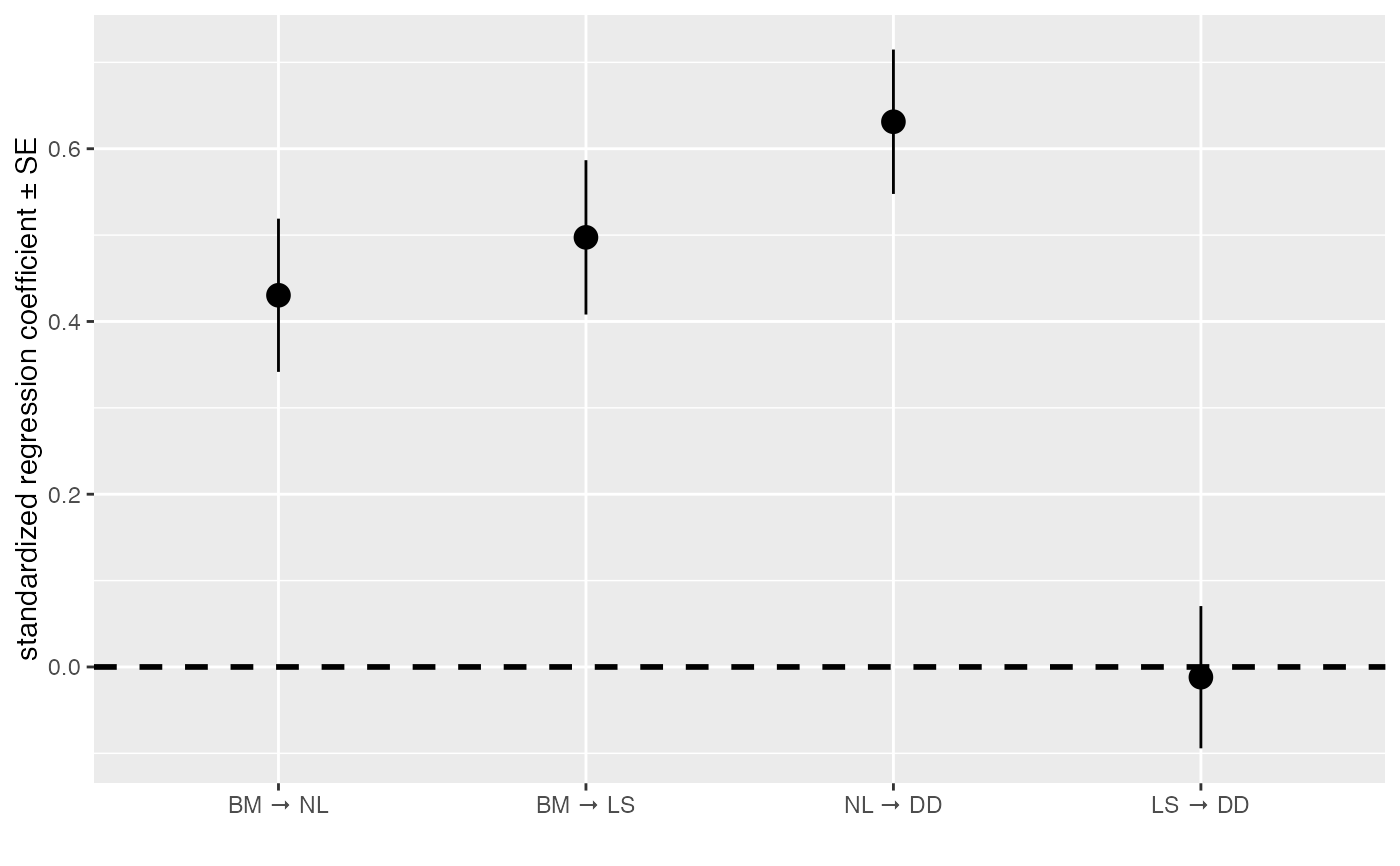 standardized regression coefficient ± SE
0.6
0.4
0.2
0.0
BM → NL
BM → LS
NL → DD
LS → DD